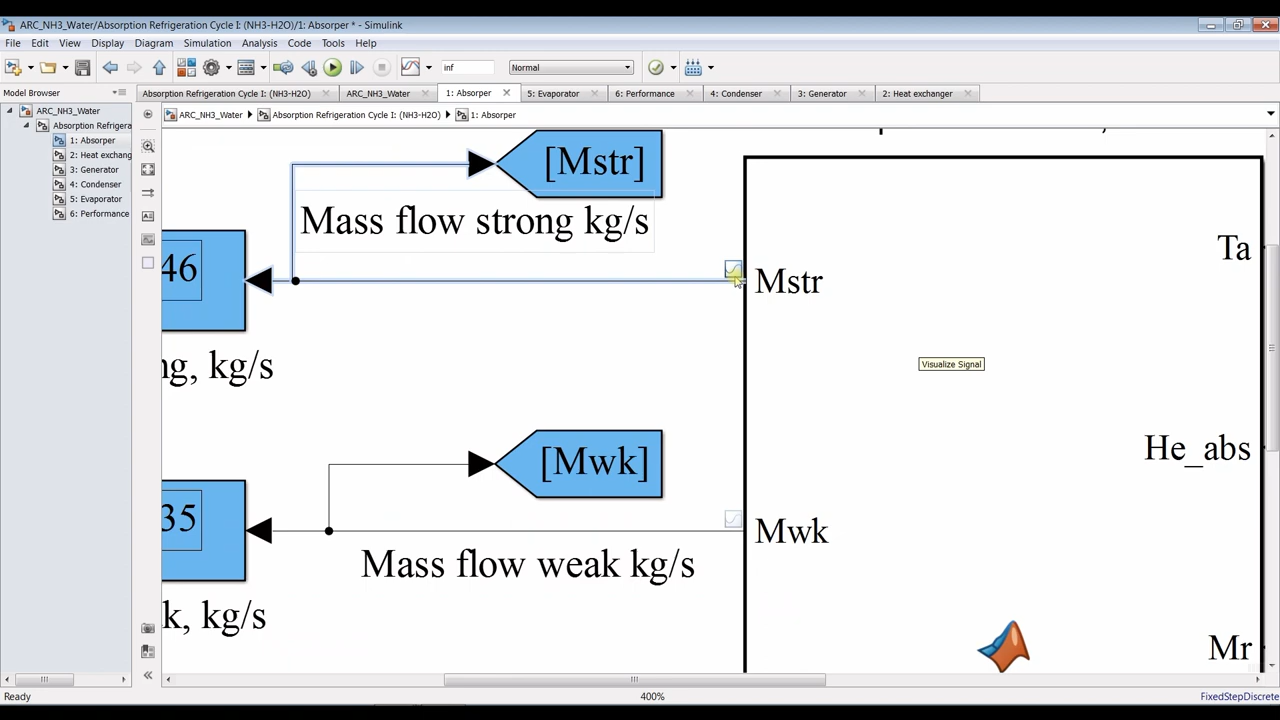 ARC_NH3_Water/Absorption Refrigeration Cycle I: (NH3-H2O)/1: Absorper * - Simulink
File Edit View Display Diagram Simulation Analysis Code Tools Help
inf Normal
Model Browser
Absorption Refrigeration Cycle I: (NH3-H2O) ARC_NH3_Water 1: Absorper 5: Evaporator 6: Performance 4: Condenser 3: Generator 2: Heat exchanger
ARC_NH3_Water
Absorption Refrigera
1: Absorper
2: Heat exchang
3: Generator
4: Condenser
5: Evaporator
6: Performance
ARC_NH3_Water Absorption Refrigeration Cycle I: (NH3-H2O) 1: Absorper
[Mstr]
Mass flow strong kg/s
Ta
46
Mstr
ng, kg/s
Visualize Signal
[Mwk]
He_abs
35
Mwk
Mass flow weak kg/s
k, kg/s
Mr
Ready 400% FixedStepDiscrete